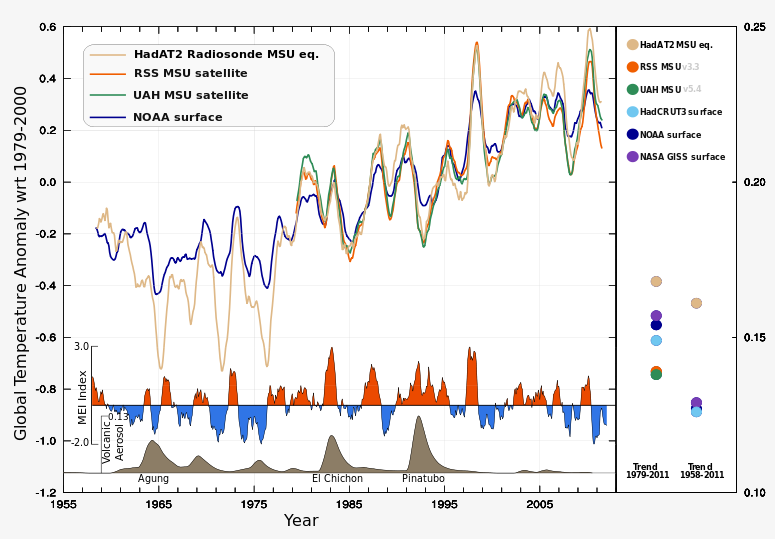 0.6
0.4
0.2
0.0
-0.2
-0.4
-0.6
-0.8
-1.0
-1.2
Global Temperature Anomaly wrt 1979-2000
HadAT2 Radiosonde MSU eq.
RSS MSU satellite
UAH MSU satellite
NOAA surface
3.0
MEI Index
-2.0
0.13
Volcanic
Aerosol
Agung
El Chichon
Pinatubo
1955
1965
1975
1985
1995
2005
Year
HadAT2 MSU eq.
RSS MSU v3.3
UAH MSU v5.4
HadCRUT3 surface
NOAA surface
NASA GISS surface
Trend
1979-2011
Trend
1958-2011
0.25
0.20
0.15
0.10